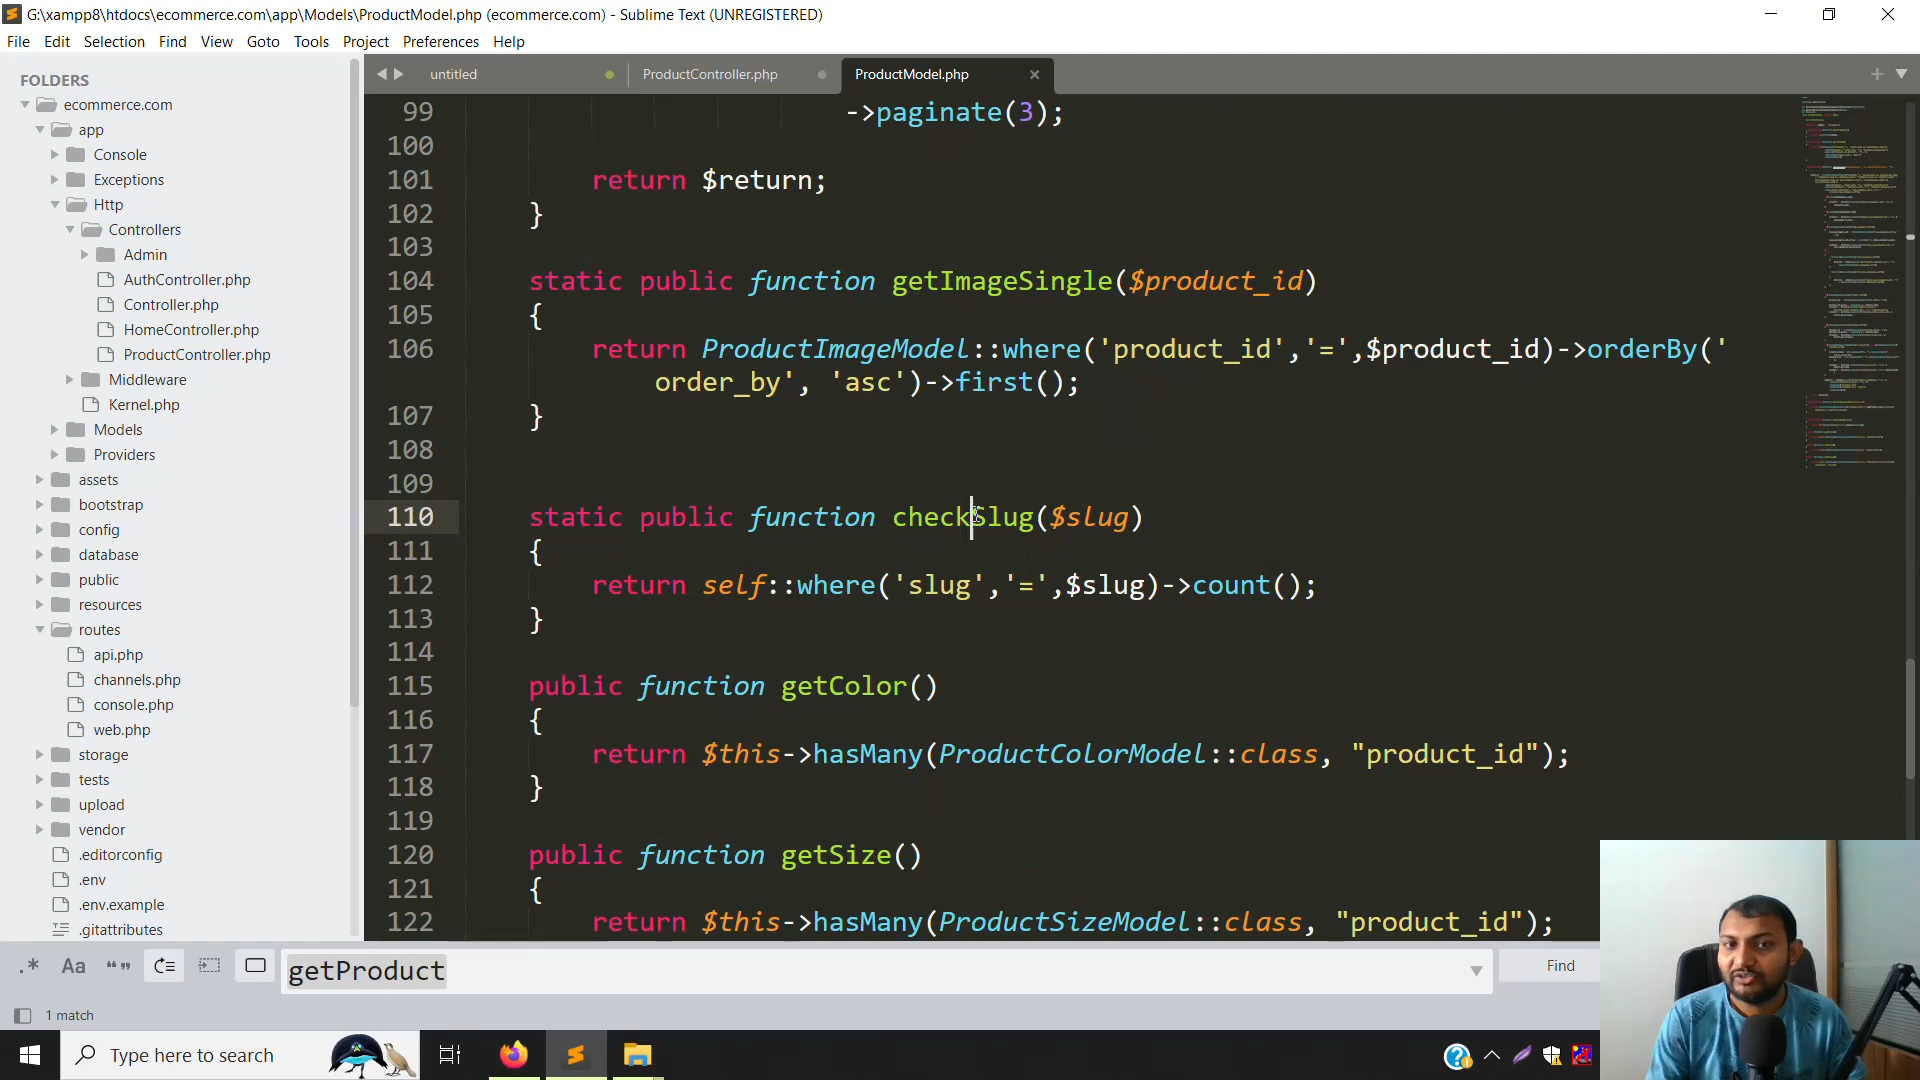 G:\xampp8\htdocs\ecommerce.com\app\Models\ProductModel.php (ecommerce.com) - Sublime Text (UNREGISTERED)
File Edit Selection Find View Goto Tools Project Preferences Help
FOLDERS
ecommerce.com
app
Console
Exceptions
Http
Controllers
Admin
AuthController.php
Controller.php
HomeController.php
ProductController.php
Middleware
Kernel.php
Models
Providers
assets
bootstrap
config
database
public
resources
routes
api.php
channels.php
console.php
web.php
storage
tests
upload
vendor
.editorconfig
.env
.env.example
.gitattributes
untitled ProductController.php ProductModel.php
99 ->paginate(3);
100
101 return $return;
102 }
103
104 static public function getImageSingle($product_id)
105 {
106 return ProductImageModel::where('product_id','=',$product_id)->orderBy('
order_by', 'asc')->first();
107 }
108
109
110 static public function checkSlug($slug)
111 {
112 return self::where('slug','=',$slug)->count();
113 }
114
115 public function getColor()
116 {
117 return $this->hasMany(ProductColorModel::class, "product_id");
118 }
119
120 public function getSize()
121 {
122 return $this->hasMany(ProductSizeModel::class, "product_id");
.* Aa “ ” getProduct Find
1 match
Type here to search